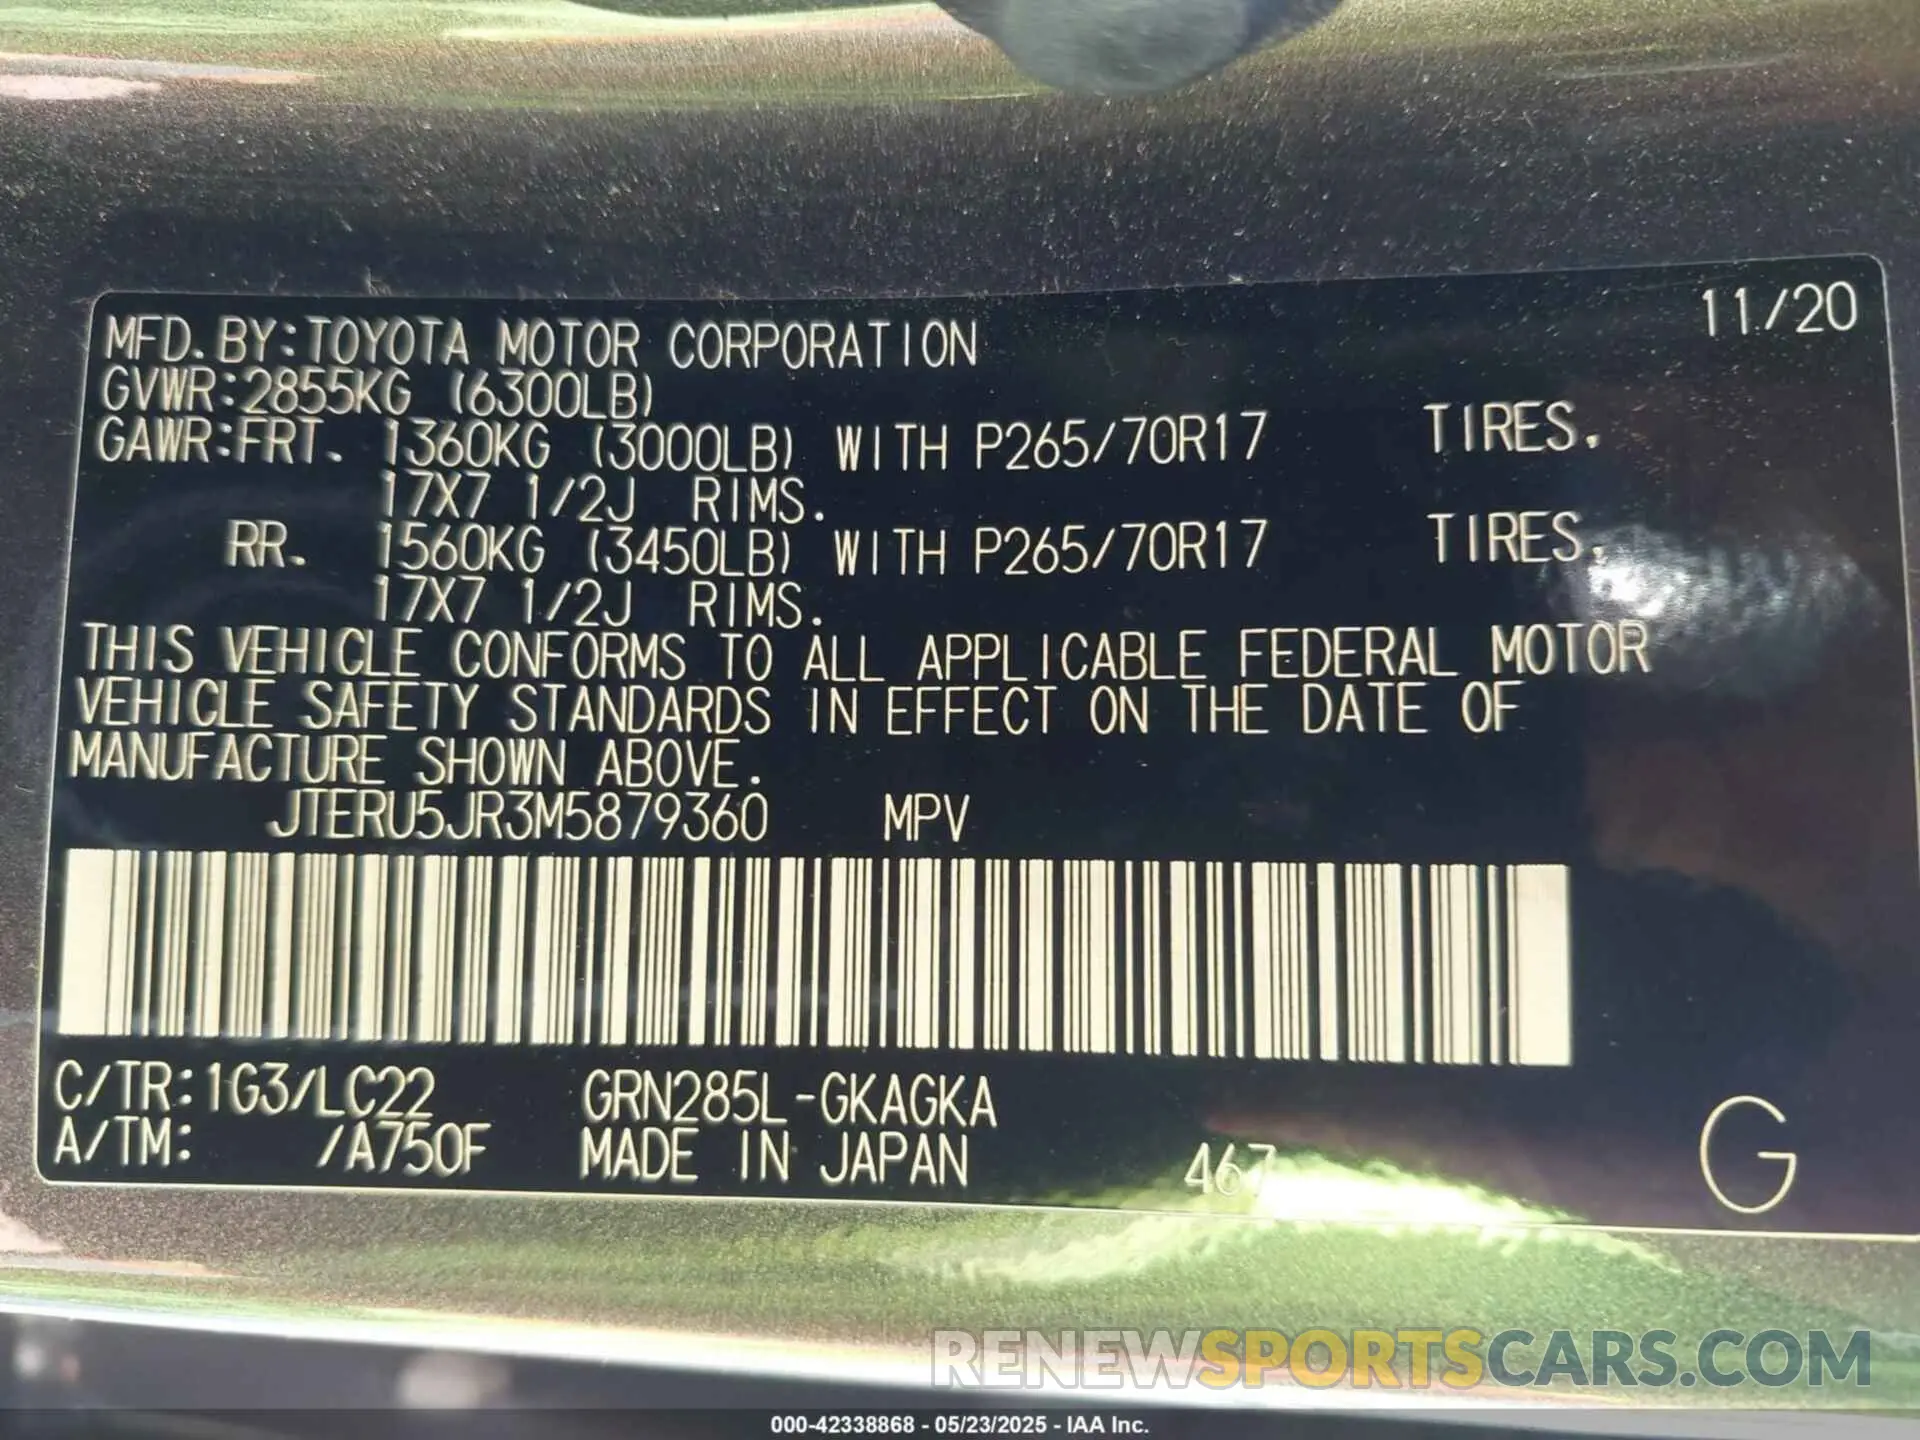 11/20
MFD. BY:TOYOTA MOTOR CORPORATION
GVWR:2855KG (6300LB)
GAWR:FRT. 1360KG (3000LB) WITH P265/70R17 TIRES.
17X7 1/2J RIMS.
RR. 1560KG (3450LB) WITH P265/70R17 TIRES.
17X7 1/2J RIMS.
THIS VEHICLE CONFORMS TO ALL APPLICABLE FEDERAL MOTOR
VEHICLE SAFETY STANDARDS IN EFFECT ON THE DATE OF
MANUFACTURE SHOWN ABOVE.
JTERU5JR3M5879360 MPV
C/TR:1G3/LC22 GRN285L-GKAGKA
A/TM: /A750F MADE IN JAPAN 467 G
RENEWSPORTSCARS.COM
000-42338868 - 05/23/2025 - IAA Inc.